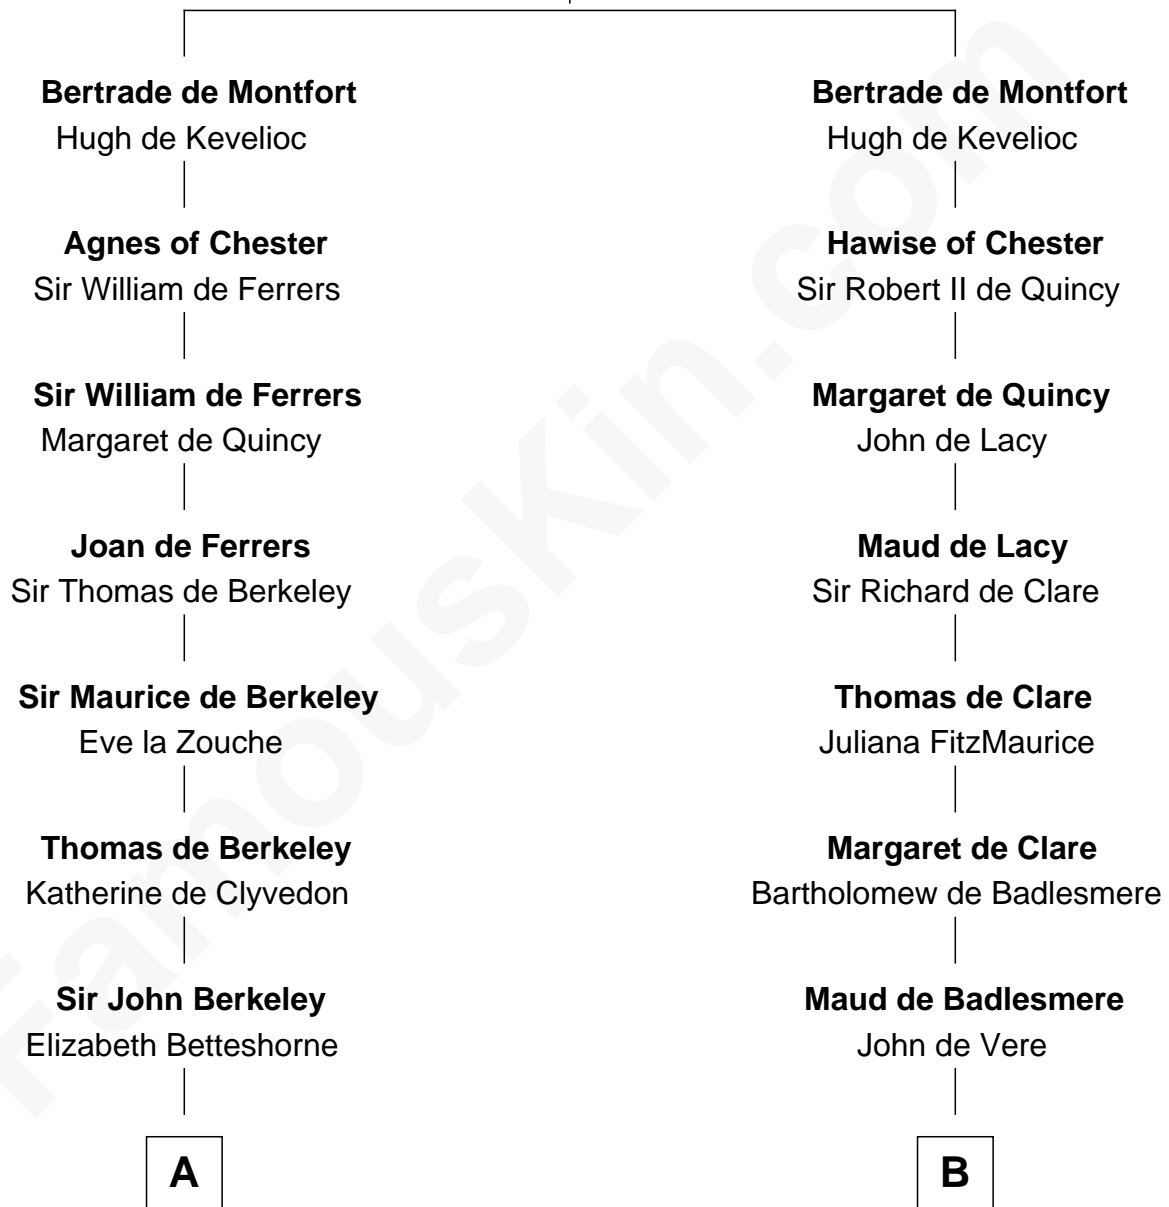 Bertrade de Montfort
Hugh de Kevelioc
Agnes of Chester
Sir William de Ferrers
Sir William de Ferrers
Margaret de Quincy
Joan de Ferrers
Sir Thomas de Berkeley
Sir Maurice de Berkeley
Eve la Zouche
Thomas de Berkeley
Katherine de Clyvedon
Sir John Berkeley
Elizabeth Betteshorne
A
Bertrade de Montfort
Hugh de Kevelioc
Hawise of Chester
Sir Robert II de Quincy
Margaret de Quincy
John de Lacy
Maud de Lacy
Sir Richard de Clare
Thomas de Clare
Juliana FitzMaurice
Margaret de Clare
Bartholomew de Badlesmere
Maud de Badlesmere
John de Vere
B
FamousKin.com